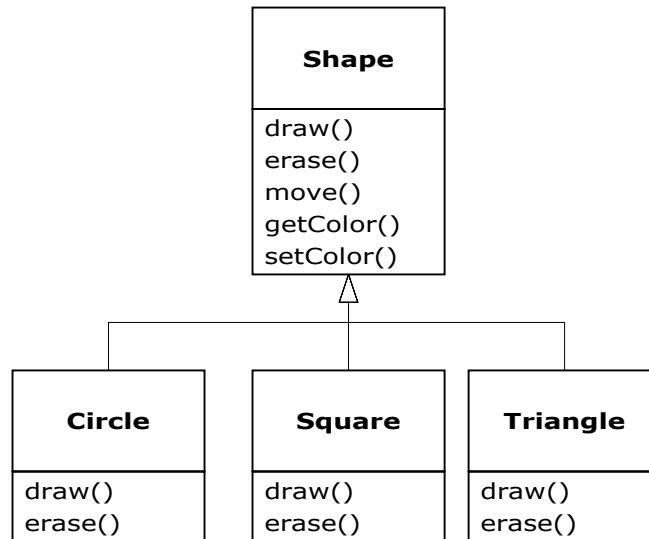 Shape
draw()
erase()
move()
getColor()
setColor()
Circle
draw()
erase()
Square
draw()
erase()
Triangle
draw()
erase()